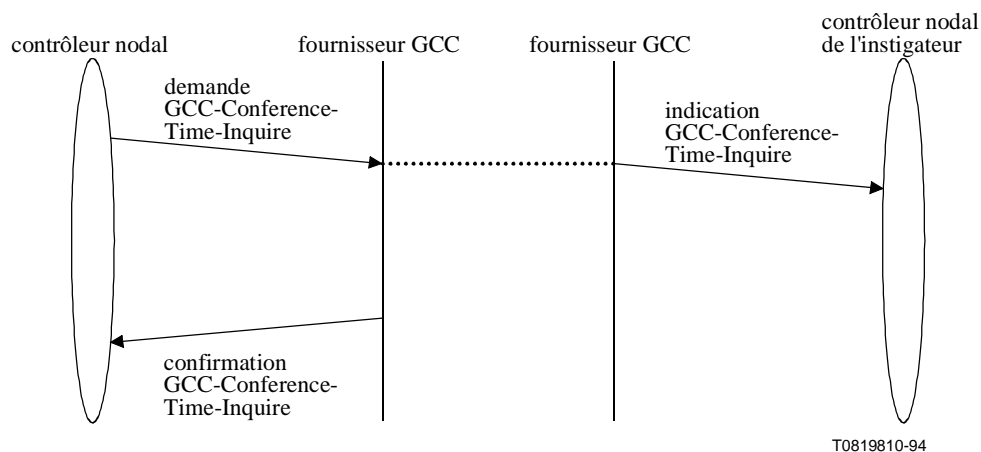 contrôleur nodal
fournisseur GCC
fournisseur GCC
contrôleur nodal
de l'instigateur
demande
GCC-Conference-
Time-Inquire
indication
GCC-Conference-
Time-Inquire
confirmation
GCC-Conference-
Time-Inquire
T0819810-94